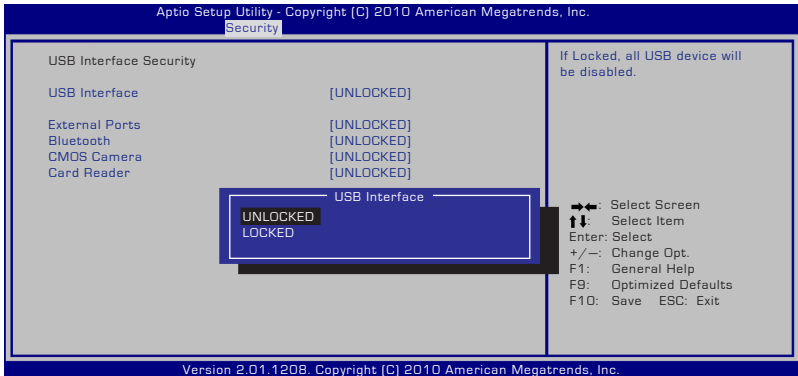 Aptio Setup Utility - Copyright (C) 2010 American Megatrends, Inc.
Security
USB Interface Security
USB Interface [UNLOCKED]
External Ports [UNLOCKED]
Bluetooth [UNLOCKED]
CMOS Camera [UNLOCKED]
Card Reader [UNLOCKED]
USB Interface
UNLOCKED
LOCKED
If Locked, all USB device will
be disabled.
→←: Select Screen
↑↓: Select Item
Enter: Select
+/—: Change Opt.
F1: General Help
F9: Optimized Defaults
F10: Save ESC: Exit
Version 2.01.1208. Copyright (C) 2010 American Megatrends, Inc.